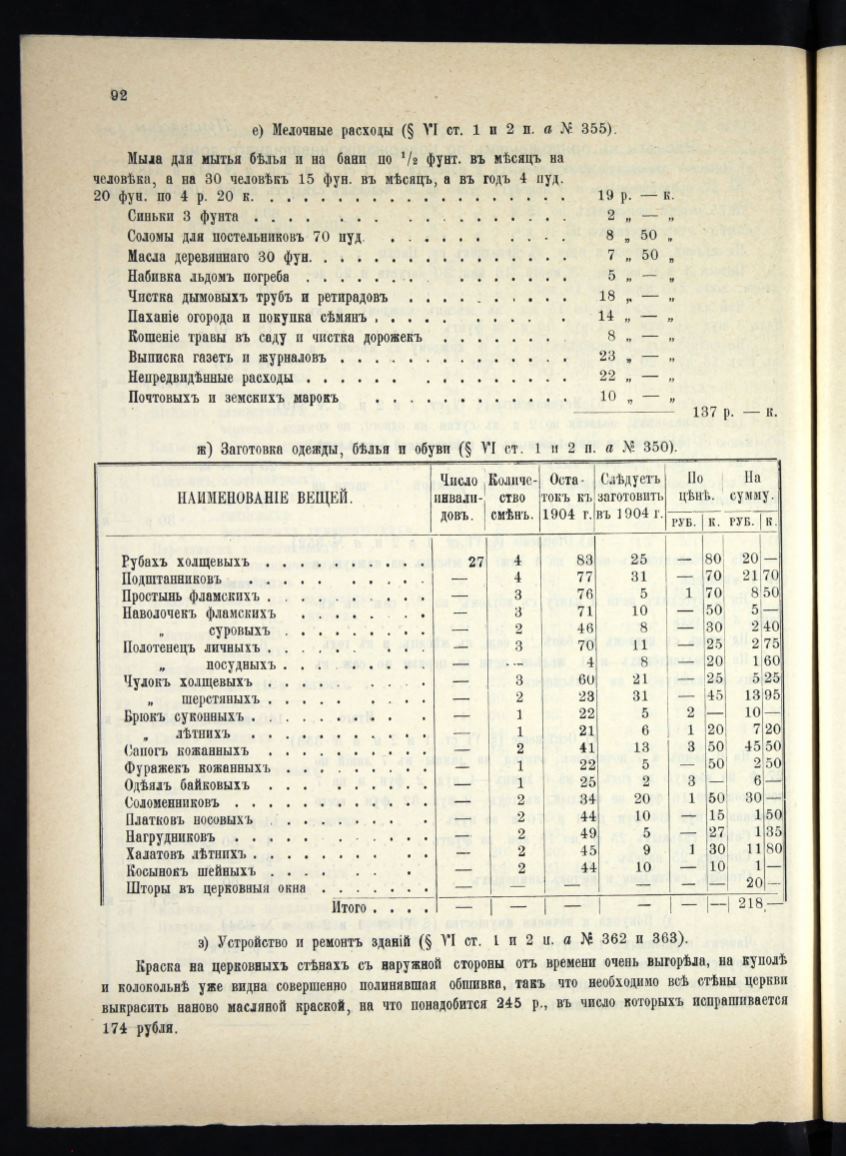 92
е) Мелочные расходы (§ VI ст. 1 и 2 п. а № 355).
Мыла для мытья бѣлья и на бани по 1/2 фунт. въ мѣсяцъ на
человѣка, а на 30 человѣкъ 15 фун. въ мѣсяцъ, а въ годъ 4 пуд.
20 фун. по 4 р. 20 к. . . . . . . . . . . . . . . . . . . 19 р. — к.
Синьки 3 фунта . . . . . . . . . . . . . . . . 2 „ — „
Соломы для постельниковъ 70 пуд. . . . . . . . . . . 8 „ 50 „
Масла деревяннаго 30 фун. . . . . . . . . . . . . . . . 7 „ 50 „
Набивка льдомъ погреба . . . . . . . . . . . . . . 5 „ — „
Чистка дымовыхъ трубъ и ретирадовъ . . . . . . . . . 18 „ — „
Паханіе огорода и покупка сѣмянъ . . . . . . . . . . . 14 „ — „
Кошеніе травы въ саду и чистка дорожекъ . . . . . . . 8 „ — „
Выписка газетъ и журналовъ . . . . . . . . . . . . . 23 „ — „
Непредвидѣнные расходы . . . . . . . . . . . . . . 22 „ — „
Почтовыхъ и земскихъ марокъ . . . . . . . . . . . 10 „ — „
137 р. — к.
ж) Заготовка одежды, бѣлья и обуви (§ VI ст. 1 и 2 п. а № 350).
НАИМЕНОВАНІЕ ВЕЩЕЙ. Число инвали-довъ. Количе-ство смѣнъ. Оста-токъ къ 1904 г. Слѣдуетъ заготовить въ 1904 г. По цѣнѣ. На сумму.
РУБ. К. РУБ. К.
Рубахъ холщевыхъ . . . . . . . . . . 27 4 83 25 — 80 20 —
Подштанниковъ . . . . . . . . . . — 4 77 31 — 70 21 70
Простынь фламскихъ . . . . . . . . . . — 3 76 5 1 70 8 50
Наволочекъ фламскихъ . . . . . . . . — 3 71 10 — 50 5 —
„ суровыхъ . . . . . . . . . — 2 46 8 — 30 2 40
Полотенецъ личныхъ . . . . . . . . . . — 3 70 11 — 25 2 75
„ посудныхъ . . . . . . . . . — — 4 8 — 20 1 60
Чулокъ холщевыхъ . . . . . . . . — 3 60 21 — 25 5 25
„ шерстяныхъ . . . . . . . . . . — 2 23 31 — 45 13 95
Брюкъ суконныхъ . . . . . . . . . . — 1 22 5 2 — 10 —
„ лѣтнихъ . . . . . . . . . . — 1 21 6 1 20 7 20
Сапогъ кожанныхъ . . . . . . . . . . — 2 41 13 3 50 45 50
Фуражекъ кожанныхъ . . . . . . . . . — 1 22 5 — 50 2 50
Одѣялъ байковыхъ . . . . . . . . . . — 1 25 2 3 — 6 —
Соломенниковъ . . . . . . . . . . . — 2 34 20 1 50 30 —
Платковъ носовыхъ . . . . . . . . . . — 2 44 10 — 15 1 50
Нагрудниковъ . . . . . . . . . . . — 2 49 5 — 27 1 35
Халатовъ лѣтнихъ . . . . . . . . . . . — 2 45 9 1 30 11 80
Косынокъ шейныхъ . . . . . . . . — 2 44 10 — 10 1 —
Шторы въ церковныя окна . . . . . . . — — — — — — 20 —
Итого . . . . — — — — — — 218 —
з) Устройство и ремонтъ зданій (§ VI ст. 1 и 2 п. а № 362 и 363).
Краска на церковныхъ стѣнахъ съ наружной стороны отъ времени очень выгорѣла, на куполѣ
и колокольнѣ уже видна совершенно полинявшая обшивка, такъ что необходимо всѣ стѣны церкви
выкрасить наново масляной краской, на что понадобится 245 р., въ число которыхъ испрашивается
174 рубля.